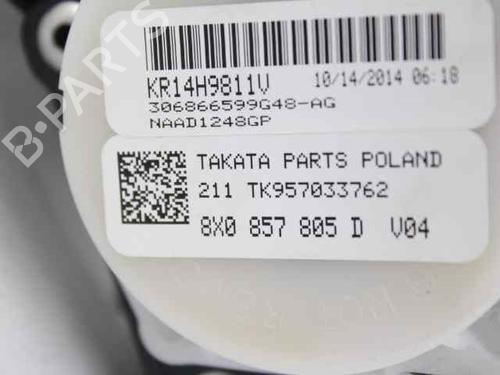 B-PARTS
KR14H9811V
10/14/2014 06:18
306866599G48-AG
NAAD1248GP
TAKATA PARTS POLAND
211 TK957033762
8X0 857 805 D V04